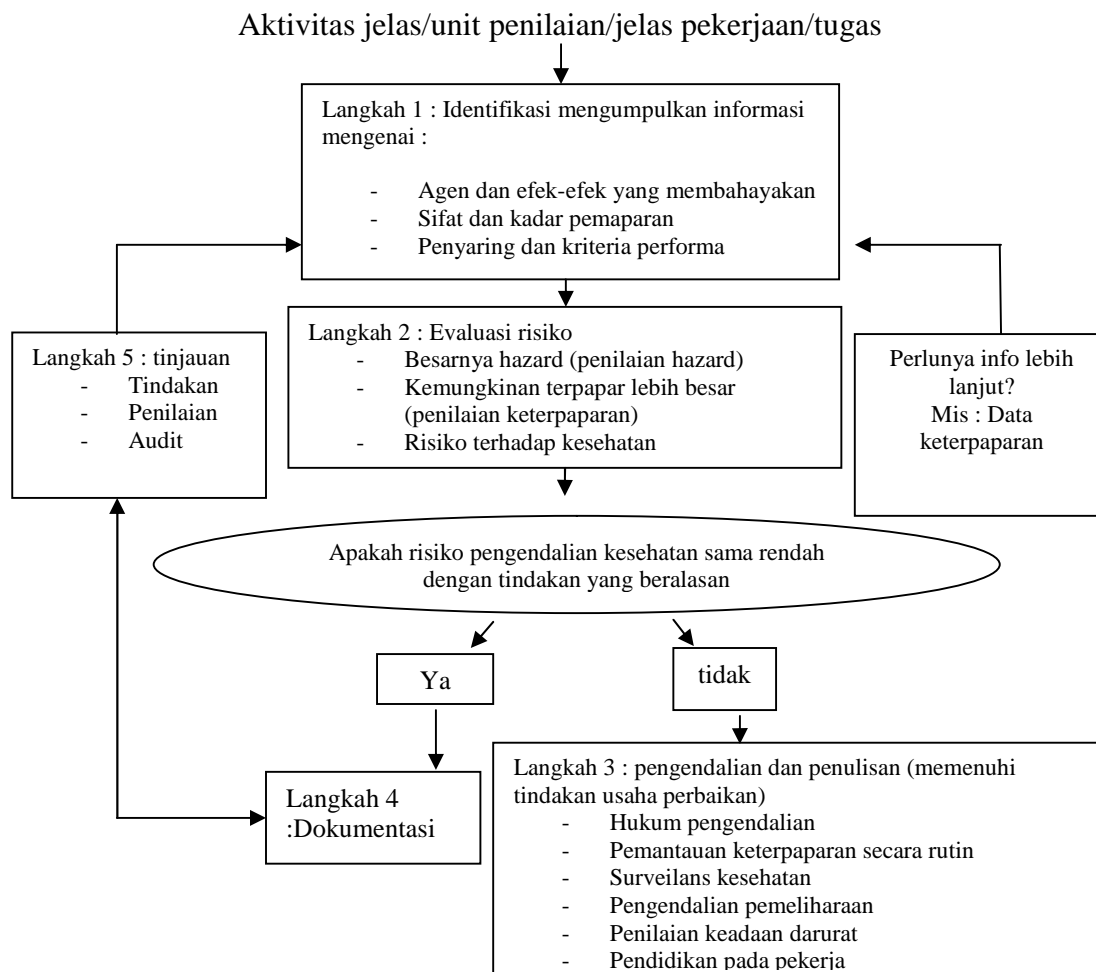 Aktivitas jelas/unit penilaian/jelas pekerjaan/tugas
Langkah 1 : Identifikasi mengumpulkan informasi
mengenai :
- Agen dan efek-efek yang membahayakan
- Sifat dan kadar pemaparan
- Penyaring dan kriteria performa
Langkah 2 : Evaluasi risiko
- Besarnya hazard (penilaian hazard)
- Kemungkinan terpapar lebih besar
(penilaian keterpaparan)
- Risiko terhadap kesehatan
Langkah 5 : tinjauan
- Tindakan
- Penilaian
- Audit
Perlunya info lebih
lanjut?
Mis : Data
keterpaparan
Apakah risiko pengendalian kesehatan sama rendah
dengan tindakan yang beralasan
Ya
tidak
Langkah 4
:Dokumentasi
Langkah 3 : pengendalian dan penulisan (memenuhi
tindakan usaha perbaikan)
- Hukum pengendalian
- Pemantauan keterpaparan secara rutin
- Surveilans kesehatan
- Pengendalian pemeliharaan
- Penilaian keadaan darurat
- Pendidikan pada pekerja